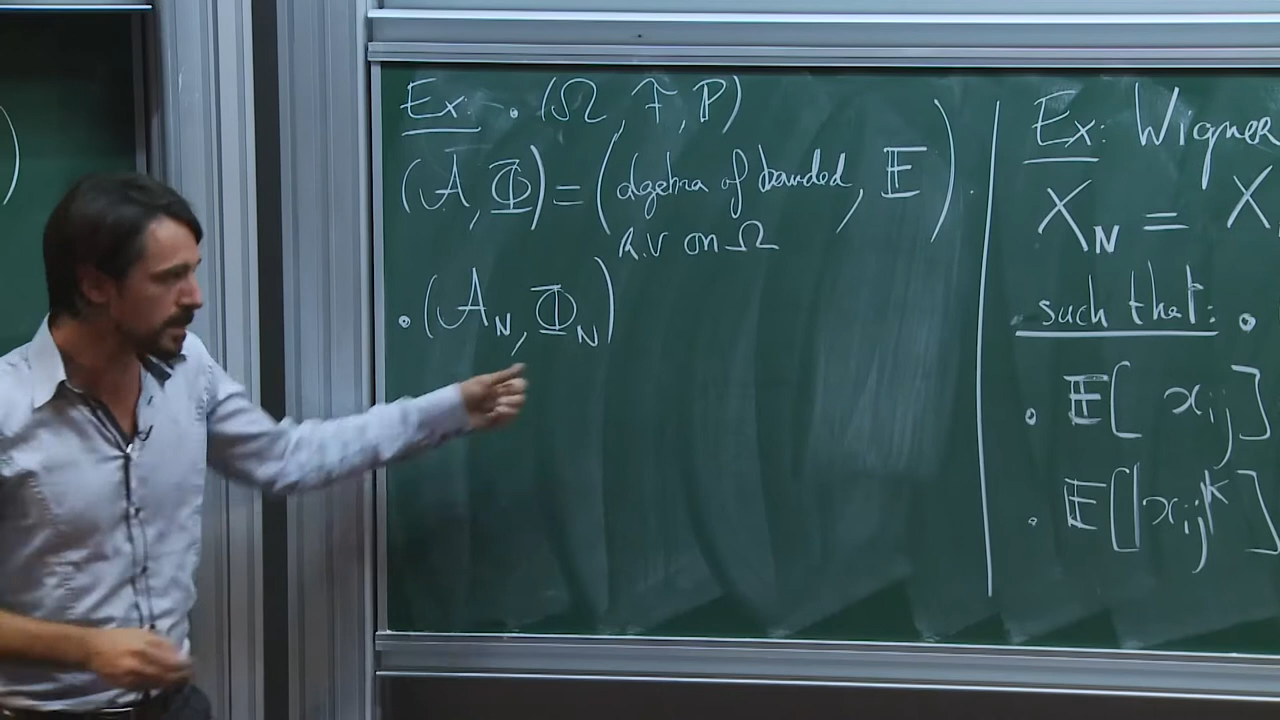 )
Ex: • (Ω, F, P)
(A, Φ) = (algebra of bounded, E).
R.V on Ω
• (A_N, Φ_N)
Ex: Wigner
X_N = X
such that: •
• E[ x_ij ]
• E[|x_ij|^k ]